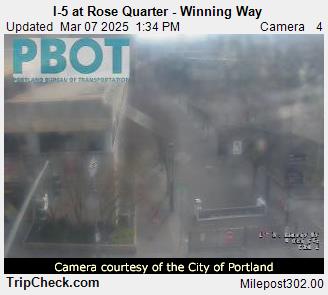 I-5 at Rose Quarter - Winning Way
Updated Mar 07 2025 1:34 PM Camera 4
PBOT
PORTLAND BUREAU OF TRANSPORTATION
Camera courtesy of the City of Portland
TripCheck.com Milepost302.00